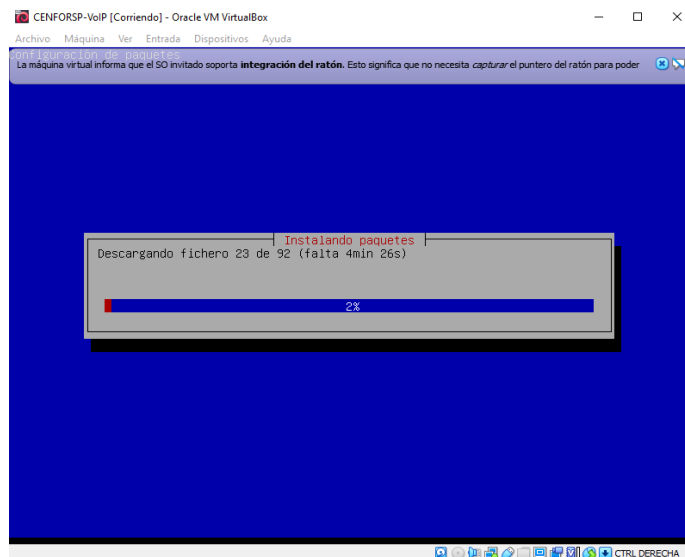 CENFORSP-VoIP [Corriendo] - Oracle VM VirtualBox
Archivo Máquina Ver Entrada Dispositivos Ayuda
Configuración de paquetes
La máquina virtual informa que el SO invitado soporta integración del ratón. Esto significa que no necesita capturar el puntero del ratón para poder
Instalando paquetes
Descargando fichero 23 de 92 (falta 4min 26s)
2%
CTRL DERECHA